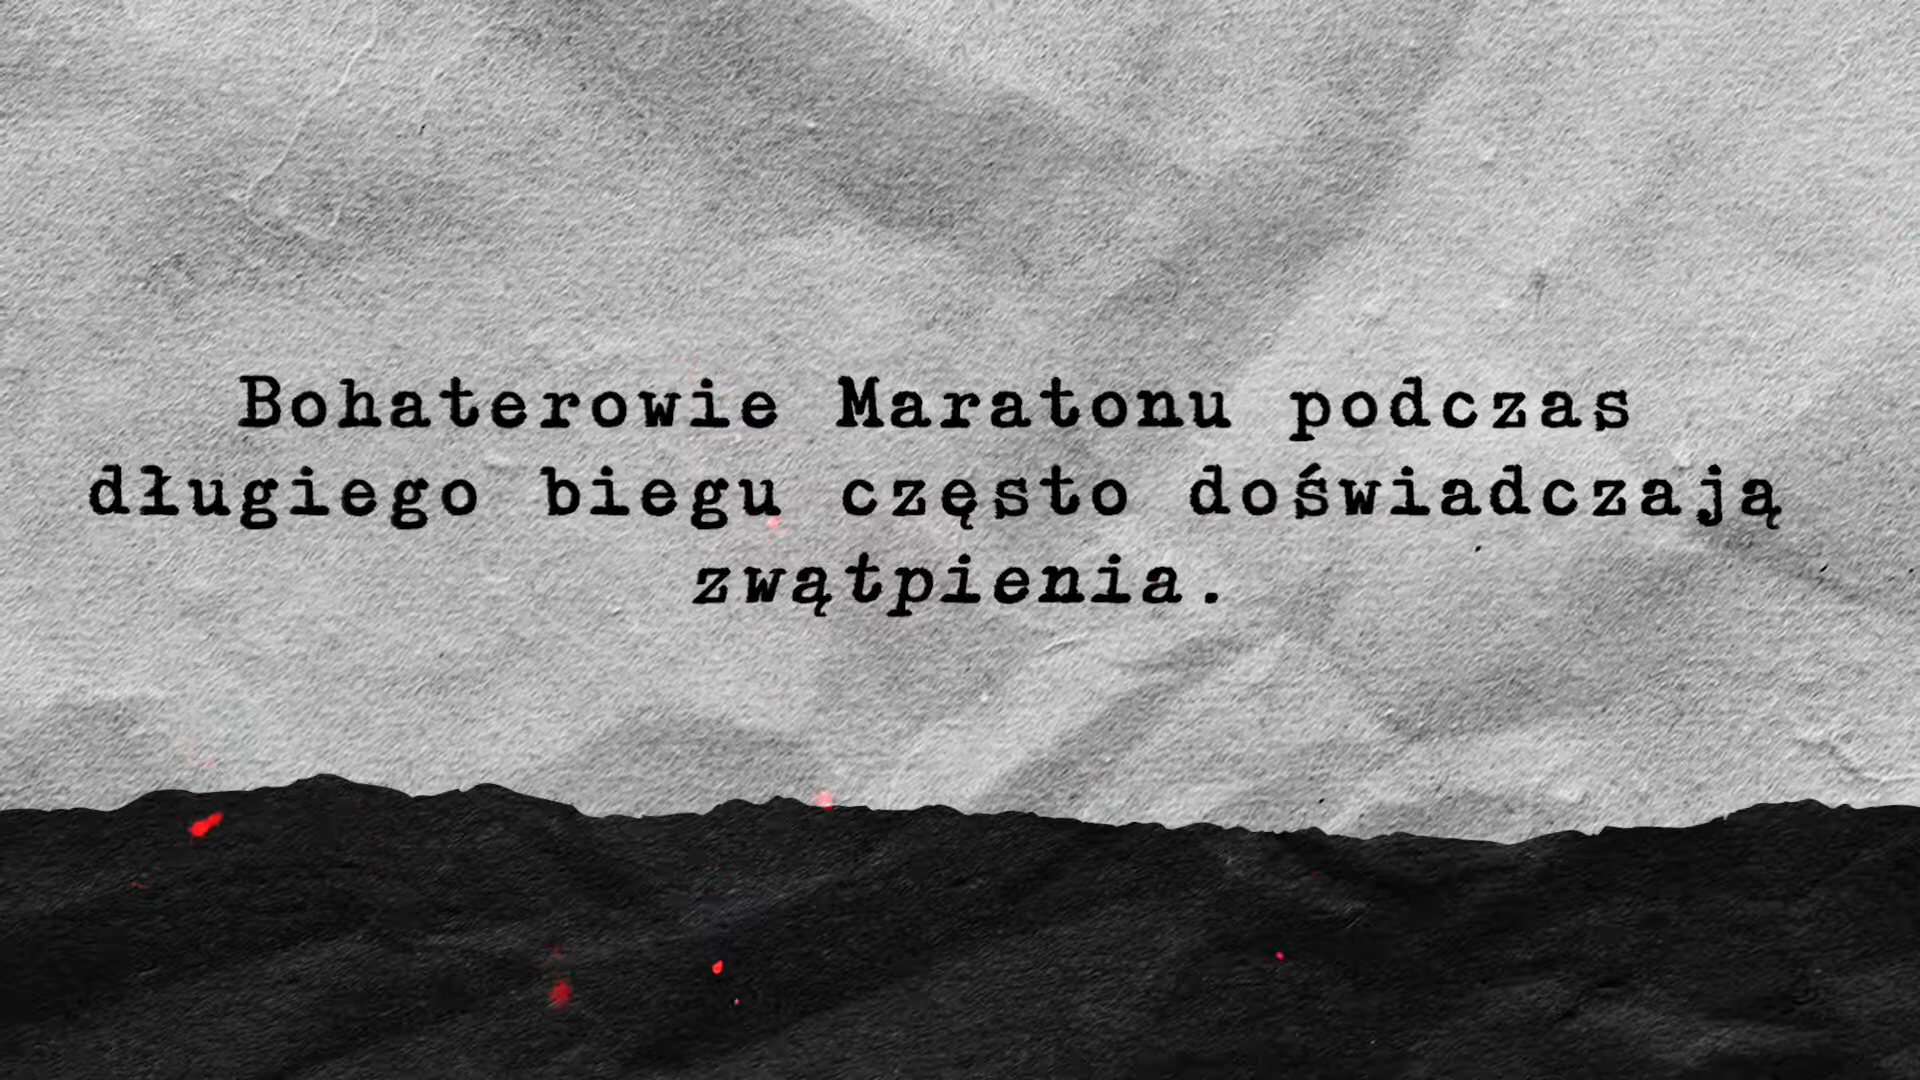 Bohaterowie Maratonu podczas
długiego biegu często doświadczają
zwątpienia.